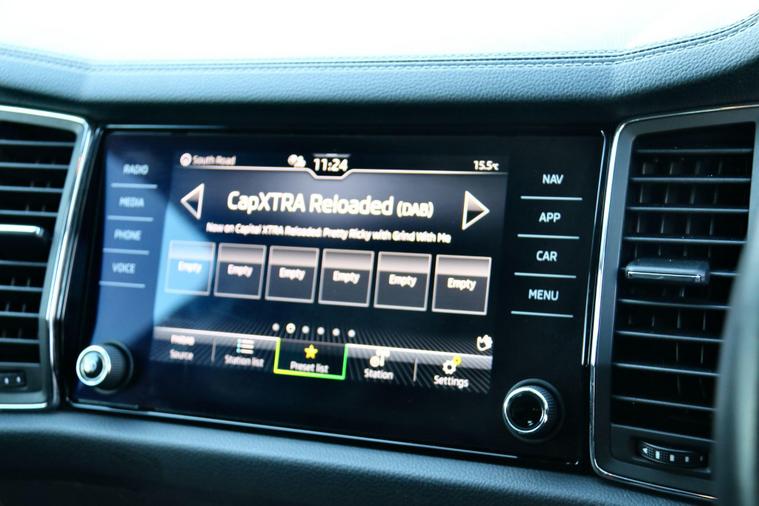 RADIO
MEDIA
PHONE
VOICE
South Road
11:24
15.5°C
CapXTRA Reloaded (DAB)
Now on Capital XTRA Reloaded: Pretty Ricky with Grind With Me
Empty Empty Empty Empty Empty Empty
Source Station list Preset list Station Settings
NAV
APP
CAR
MENU